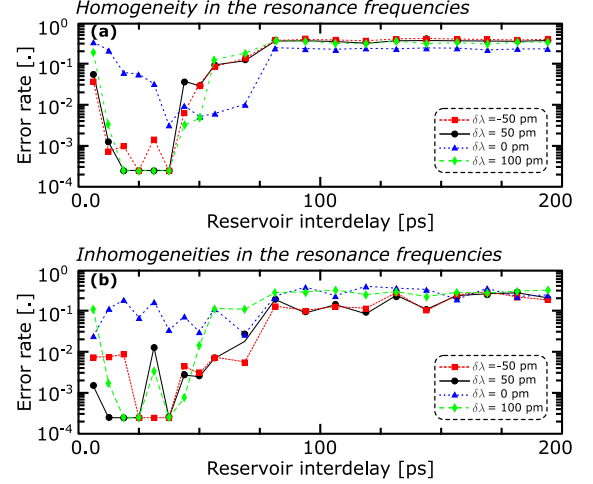 Homogeneity in the resonance frequencies
(a)
Error rate [.]
10^0
10^-1
10^-2
10^-3
10^-4
δλ =-50 pm
δλ = 50 pm
δλ = 0 pm
δλ = 100 pm
0.0 100 200
Reservoir interdelay [ps]
Inhomogeneities in the resonance frequencies
(b)
Error rate [.]
10^0
10^-1
10^-2
10^-3
10^-4
δλ =-50 pm
δλ = 50 pm
δλ = 0 pm
δλ = 100 pm
0.0 100 200
Reservoir interdelay [ps]